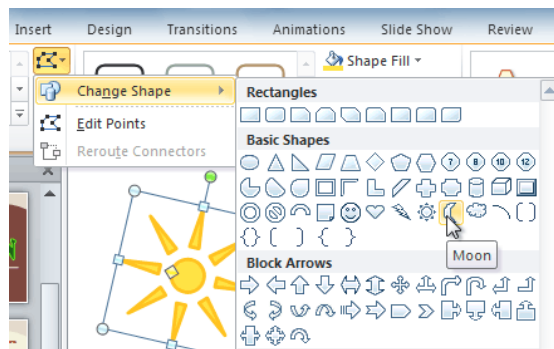 Insert Design Transitions Animations Slide Show Review
Shape Fill
Change Shape
Edit Points
Reroute Connectors
Rectangles
Basic Shapes
7 8 10 12
Moon
Block Arrows